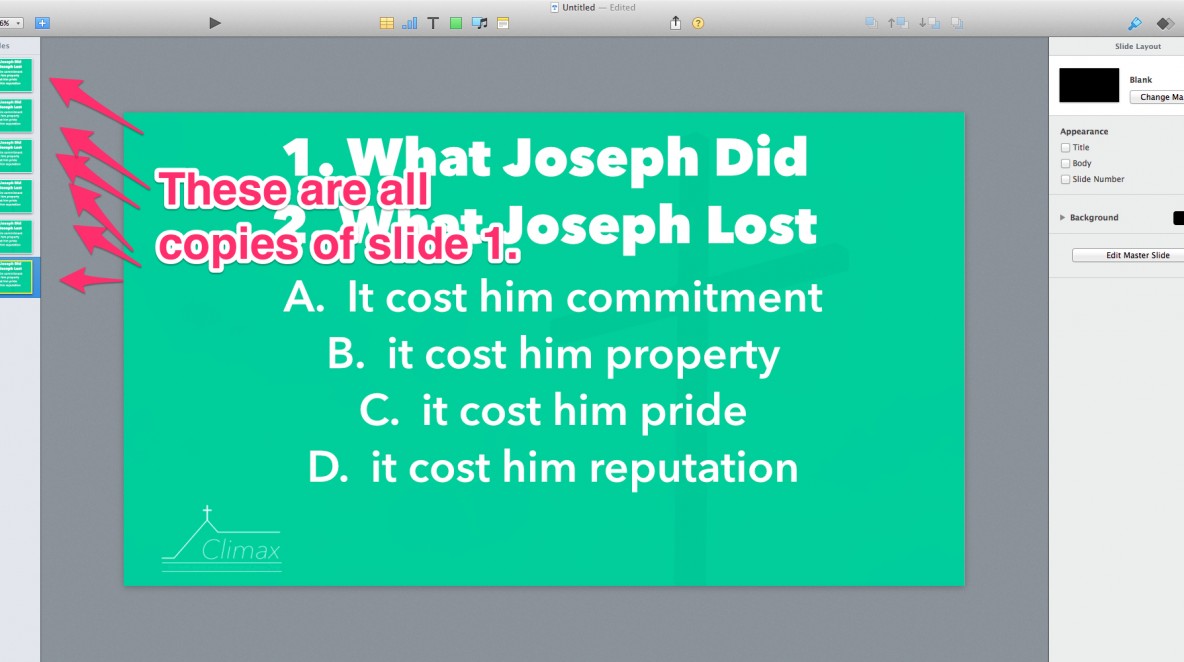 Untitled — Edited
6%
T
?
les
Slide Layout
Blank
Change Ma
Appearance
Title
Body
Slide Number
Background
Edit Master Slide
1. What Joseph Did
2. What Joseph Lost
These are all
copies of slide 1.
A. It cost him commitment
B. it cost him property
C. it cost him pride
D. it cost him reputation
Climax